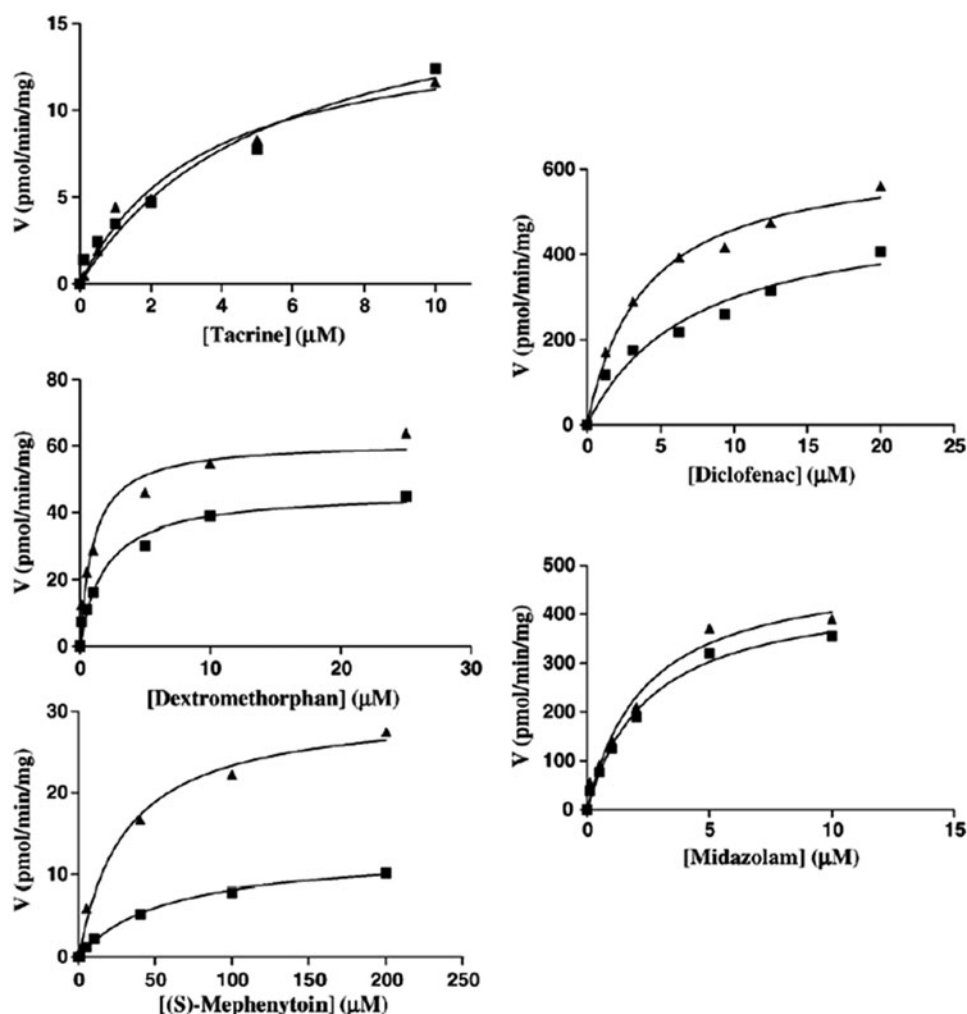 15
10
5
0
V (pmol/min/mg)
0 2 4 6 8 10
[Tacrine] (μM)
80
60
40
20
0
V (pmol/min/mg)
0 10 20 30
[Dextromethorphan] (μM)
30
20
10
0
V (pmol/min/mg)
0 50 100 150 200 250
[(S)-Mephenytoin] (μM)
600
400
200
0
V (pmol/min/mg)
0 5 10 15 20 25
[Diclofenac] (μM)
500
400
300
200
100
0
V (pmol/min/mg)
0 5 10 15
[Midazolam] (μM)